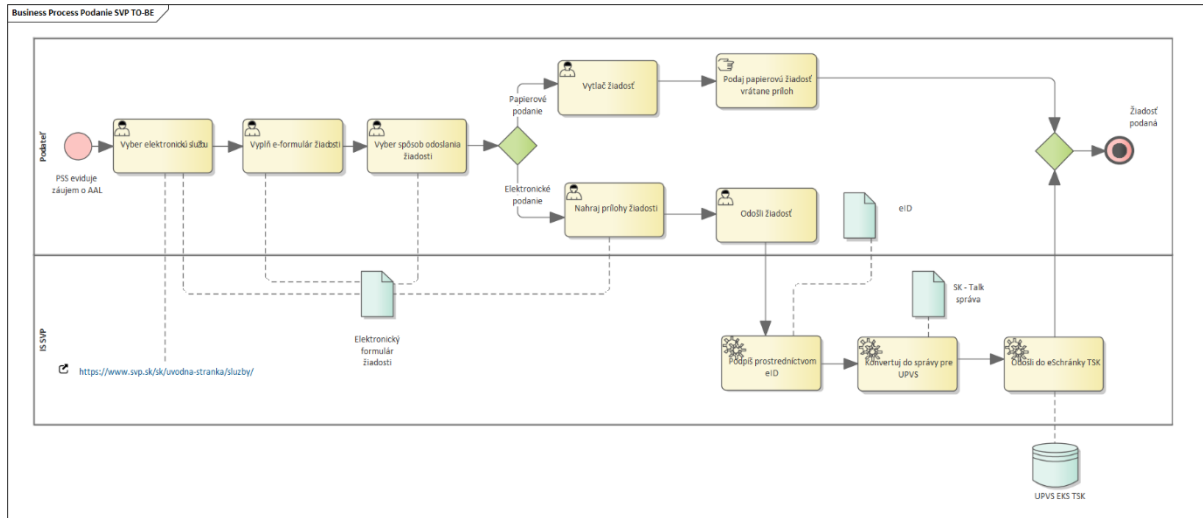 Business Process Podanie SVP TO-BE
Podateľ
PSS eviduje
záujem o AAL
Vyber elektronickú službu
Vyplň e-formulár žiadosti
Vyber spôsob odoslania
žiadosti
Papierové
podanie
Elektronické
podanie
Vytlač žiadosť
Podaj papierovú žiadosť
vrátane príloh
Nahraj prílohy žiadosti
Odošli žiadosť
eID
Žiadosť
podaná
IS SVP
https://www.svp.sk/sk/uvodna-stranka/sluzby/
Elektronický
formulár
žiadosti
SK - Talk
správa
Podpíš prostredníctvom
eID
Konvertuj do správy pre
UPVS
Odošli do eSchránky TSK
UPVS EKS TSK